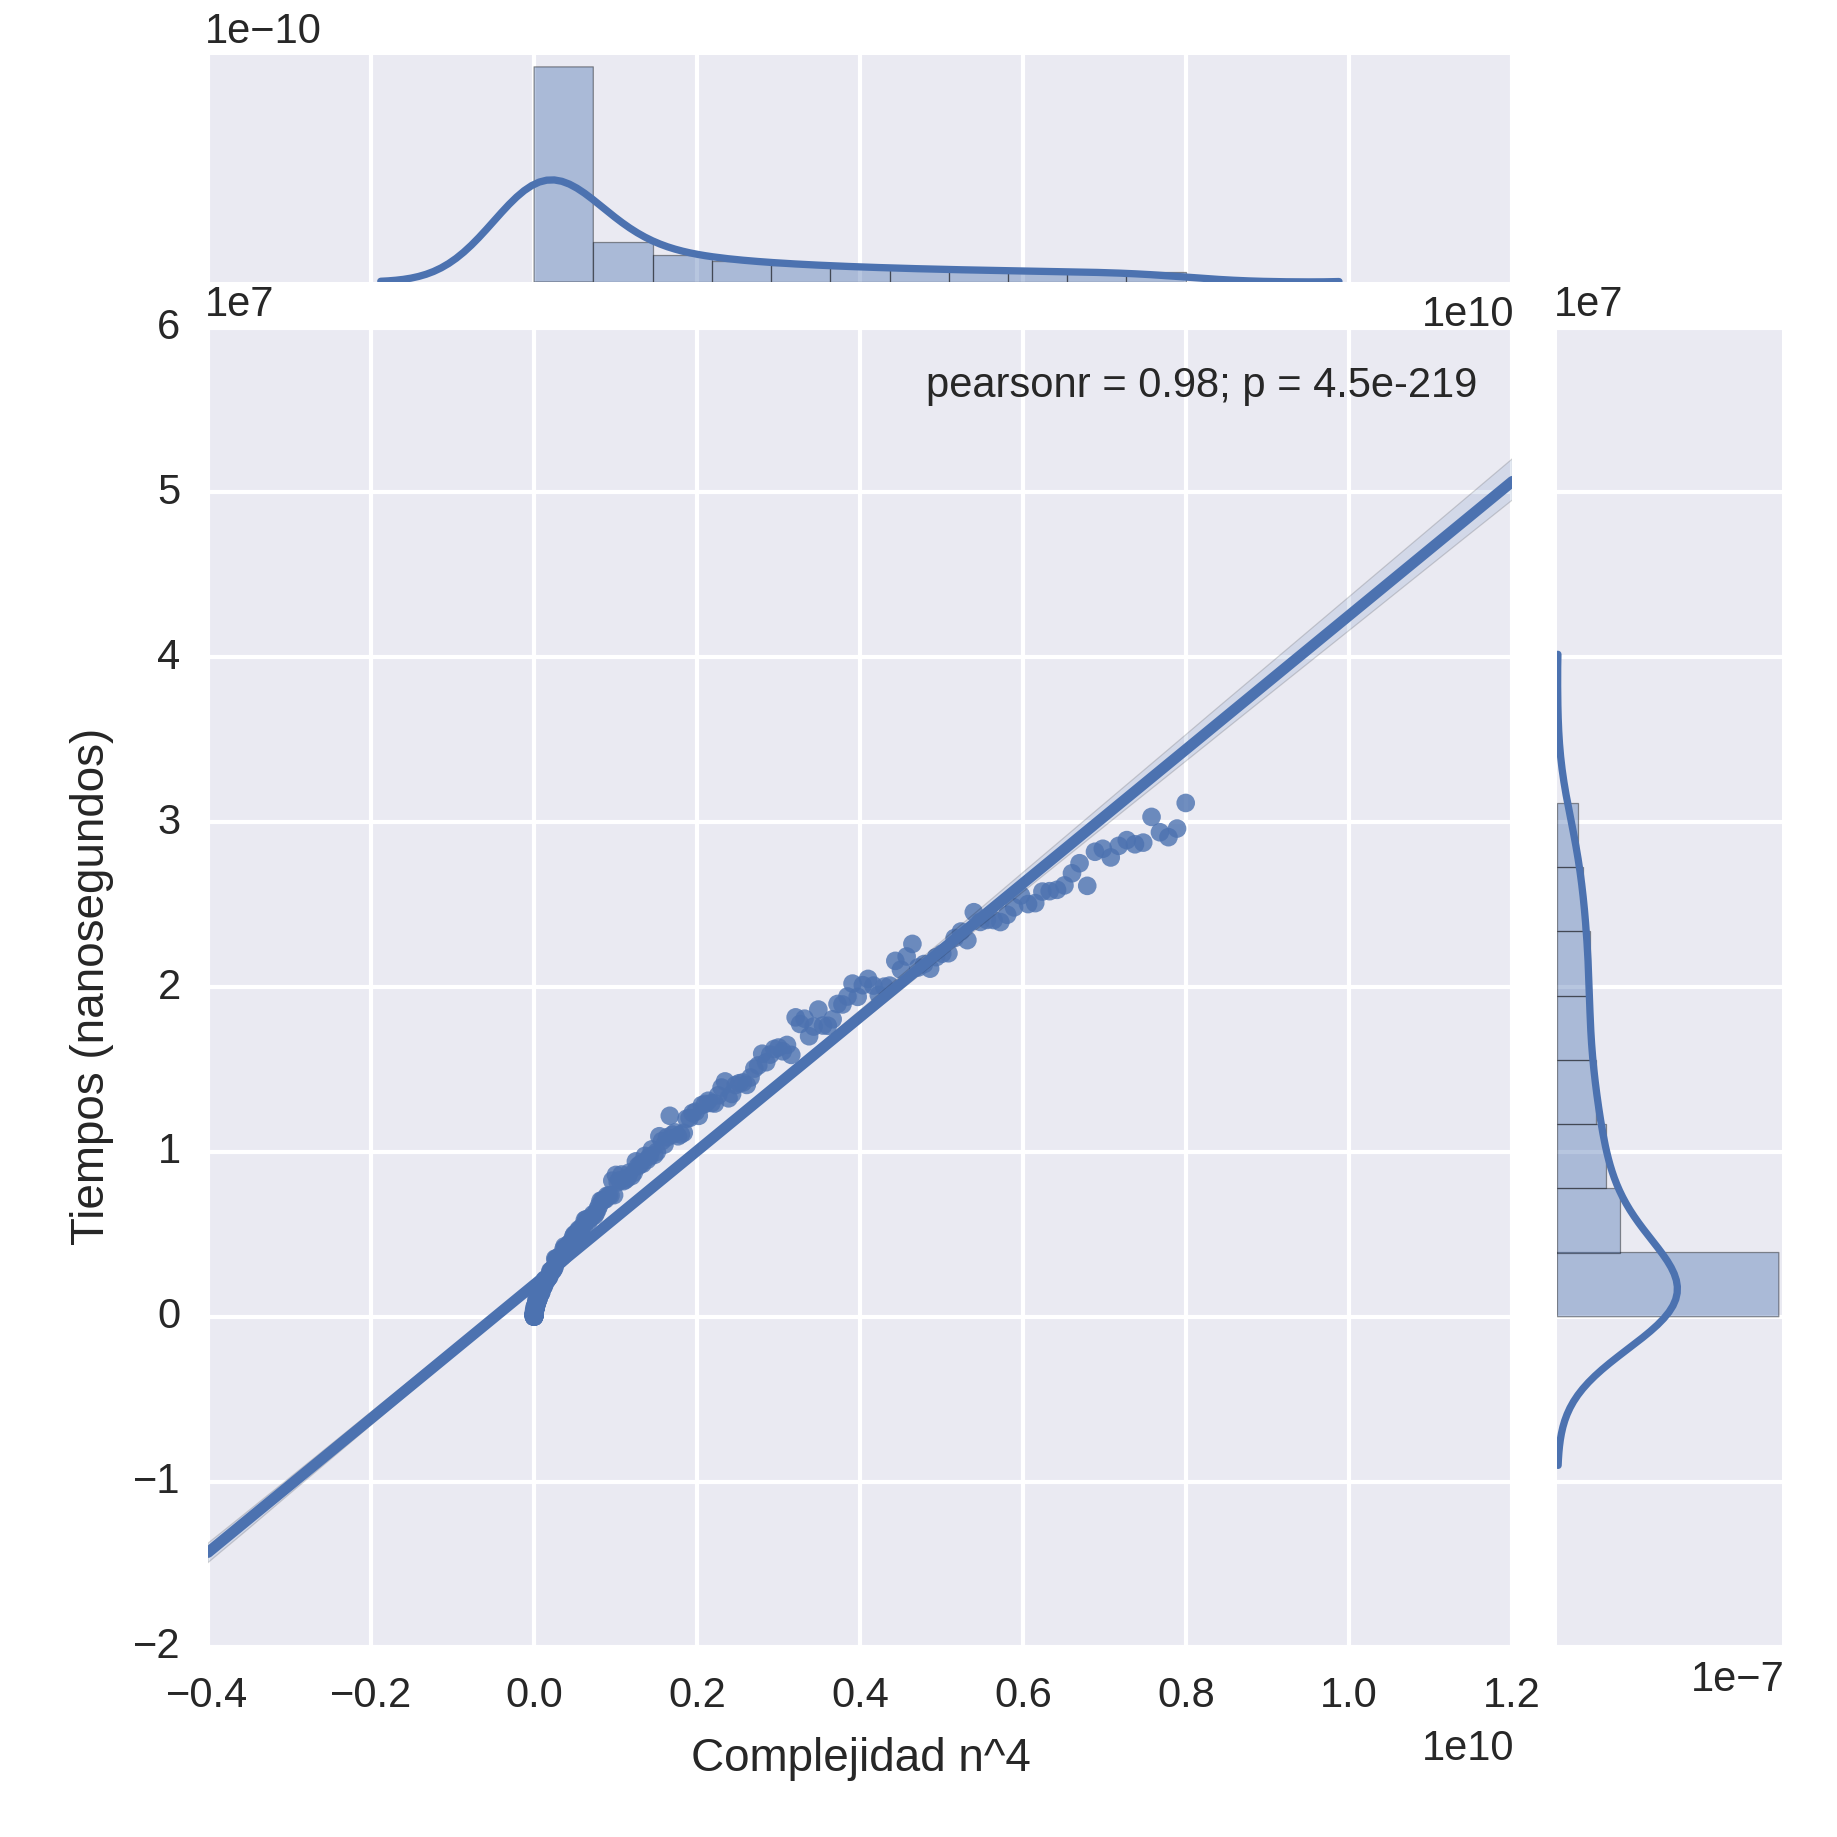 1e−10
1e7
1e10
1e7
pearsonr = 0.98; p = 4.5e-219
6
5
4
3
2
1
0
−1
−2
Tiempos (nanosegundos)
−0.4 −0.2 0.0 0.2 0.4 0.6 0.8 1.0 1.2
1e−7
Complejidad n^4
1e10